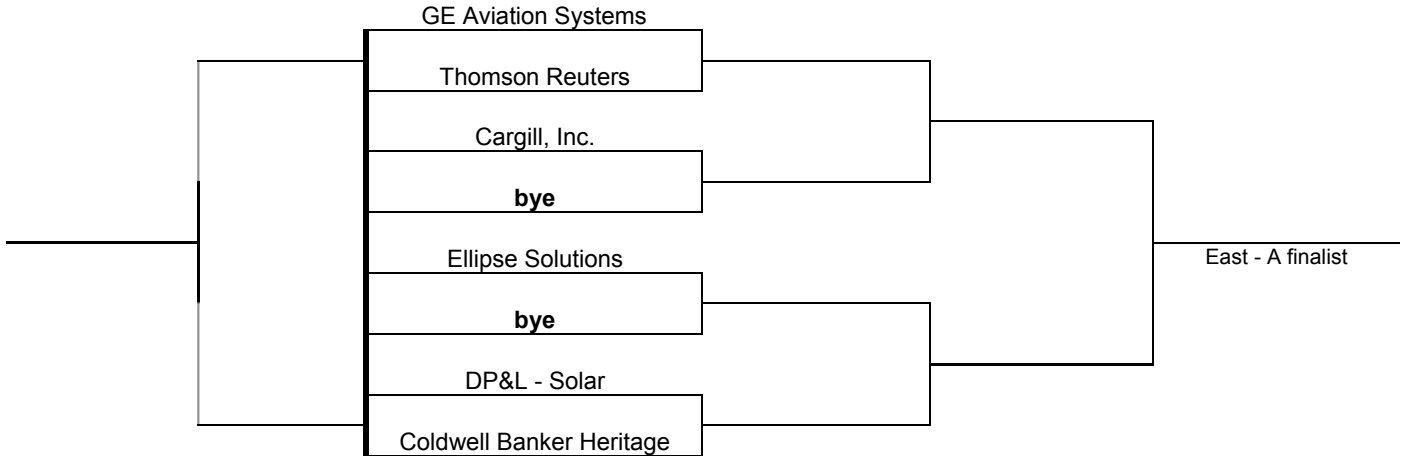 GE Aviation Systems
Thomson Reuters
Cargill, Inc.
bye
Ellipse Solutions
East - A finalist
bye
DP&L - Solar
Coldwell Banker Heritage